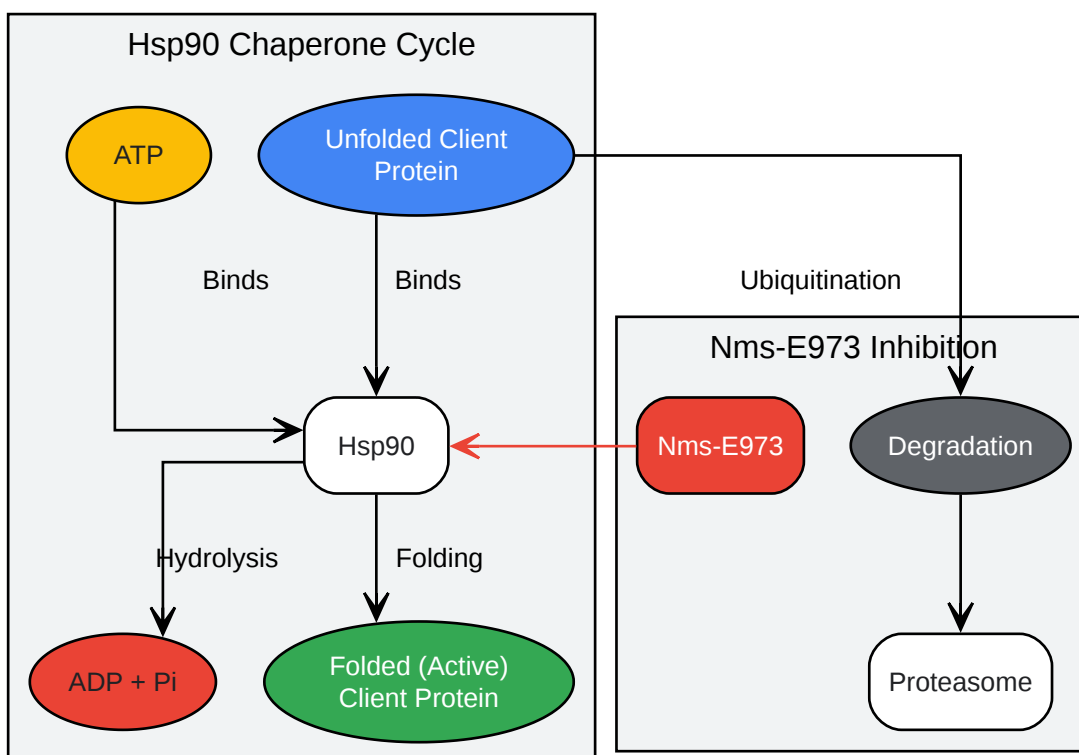 Hsp90 Chaperone Cycle
ATP
Unfolded Client
Protein
Binds
Binds
Ubiquitination
Nms-E973 Inhibition
Hsp90
Nms-E973
Degradation
Hydrolysis
Folding
ADP + Pi
Folded (Active)
Client Protein
Proteasome